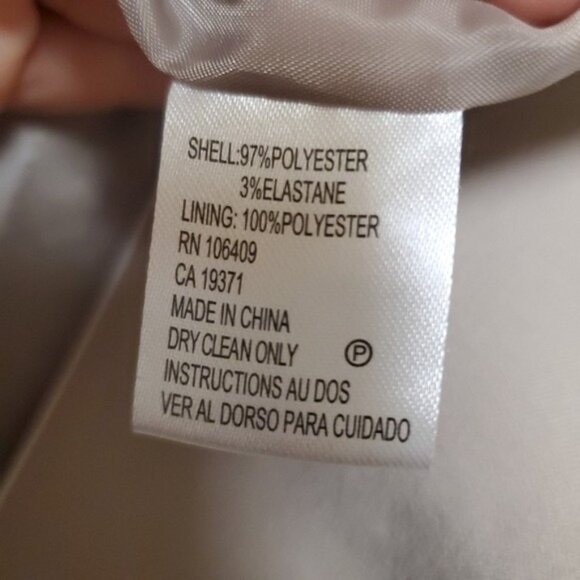 SHELL:97%POLYESTER
3%ELASTANE
LINING: 100%POLYESTER
RN 106409
CA 19371
MADE IN CHINA
DRY CLEAN ONLY Ⓟ
INSTRUCTIONS AU DOS
VER AL DORSO PARA CUIDADO